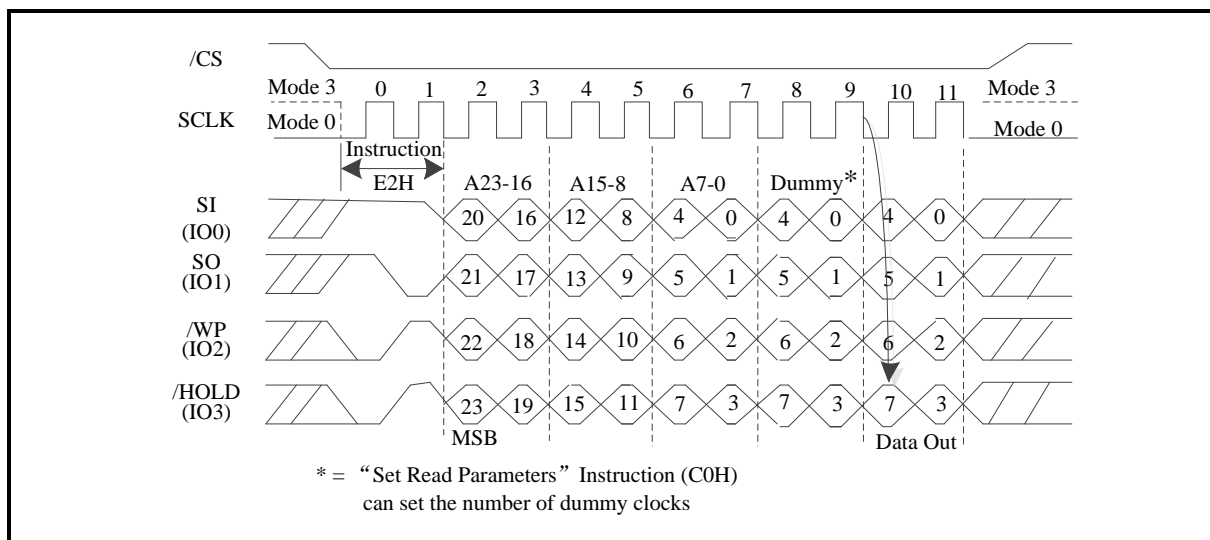 /CS
Mode 3 0 1 2 3 4 5 6 7 8 9 10 11 Mode 3
SCLK Mode 0 Mode 0
Instruction
E2H A23-16 A15-8 A7-0 Dummy*
SI
(IO0) 20 16 12 8 4 0 4 0 4 0
SO
(IO1) 21 17 13 9 5 1 5 1 5 1
/WP
(IO2) 22 18 14 10 6 2 6 2 6 2
/HOLD
(IO3) 23 19 15 11 7 3 7 3 7 3
MSB Data Out
* = “Set Read Parameters” Instruction (C0H)
can set the number of dummy clocks